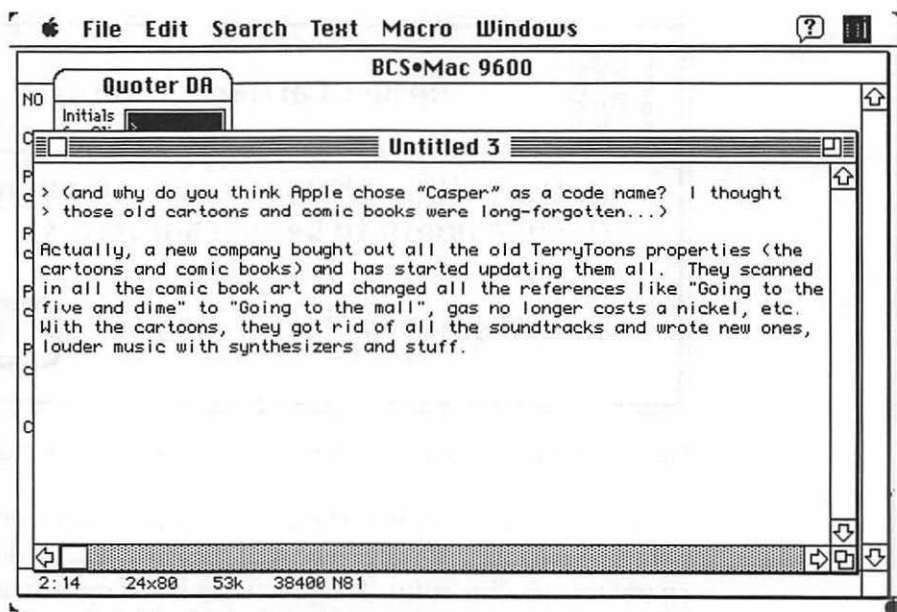 File Edit Search Text Macro Windows
BCS•Mac 9600
Quoter DA
NO
Initials
>
Untitled 3
> (and why do you think Apple chose "Casper" as a code name?  I thought
> those old cartoons and comic books were long-forgotten...)
Actually, a new company bought out all the old TerryToons properties (the
cartoons and comic books) and has started updating them all.  They scanned
in all the comic book art and changed all the references like "Going to the
five and dime" to "Going to the mall", gas no longer costs a nickel, etc.
With the cartoons, they got rid of all the soundtracks and wrote new ones,
louder music with synthesizers and stuff.
2:14 24x80 53k 38400 N81